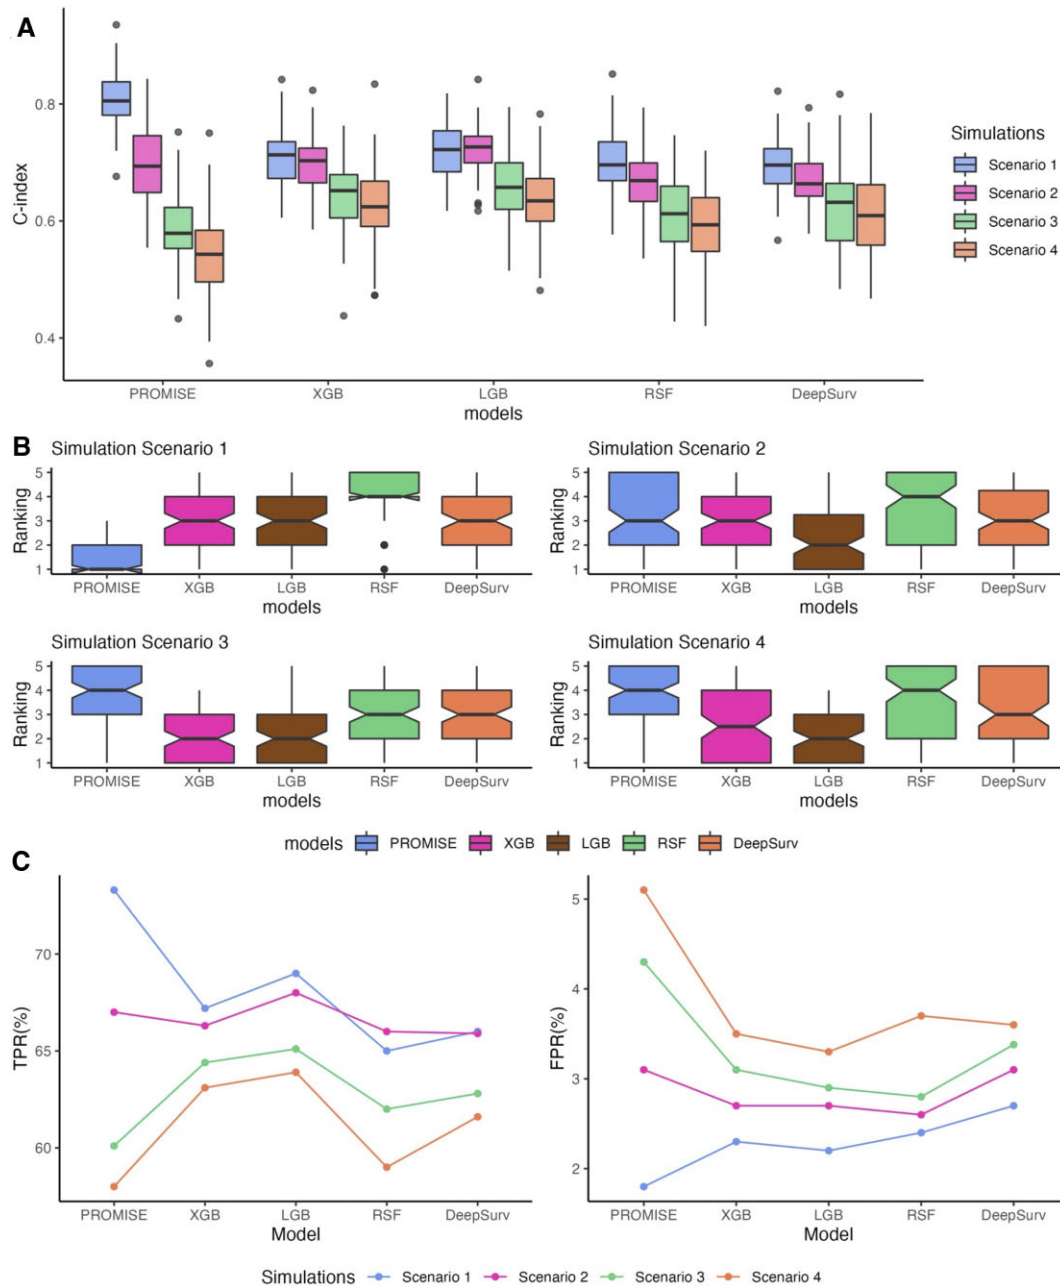 A
C-index
0.8
0.6
0.4
PROMISE XGB LGB RSF DeepSurv
models
Simulations
Scenario 1
Scenario 2
Scenario 3
Scenario 4
B
Simulation Scenario 1
Ranking
5
4
3
2
1
PROMISE XGB LGB RSF DeepSurv
models
Simulation Scenario 2
Ranking
5
4
3
2
1
PROMISE XGB LGB RSF DeepSurv
models
Simulation Scenario 3
Ranking
5
4
3
2
1
PROMISE XGB LGB RSF DeepSurv
models
Simulation Scenario 4
Ranking
5
4
3
2
1
PROMISE XGB LGB RSF DeepSurv
models
models PROMISE XGB LGB RSF DeepSurv
C
TPR(%)
70
65
60
PROMISE XGB LGB RSF DeepSurv
Model
FPR(%)
5
4
3
2
PROMISE XGB LGB RSF DeepSurv
Model
Simulations Scenario 1 Scenario 2 Scenario 3 Scenario 4